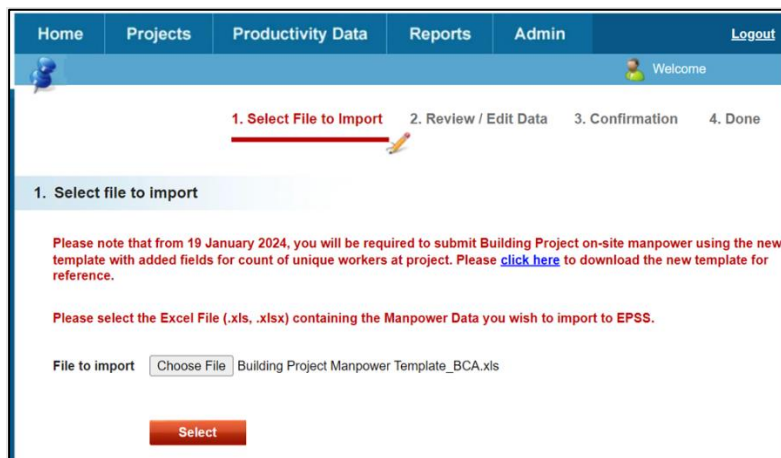 Home Projects Productivity Data Reports Admin Logout
Welcome
1. Select File to Import 2. Review / Edit Data 3. Confirmation 4. Done
1. Select file to import
Please note that from 19 January 2024, you will be required to submit Building Project on-site manpower using the new
template with added fields for count of unique workers at project. Please click here to download the new template for
reference.
Please select the Excel File (.xls, .xlsx) containing the Manpower Data you wish to import to EPSS.
File to import Choose File Building Project Manpower Template_BCA.xls
Select